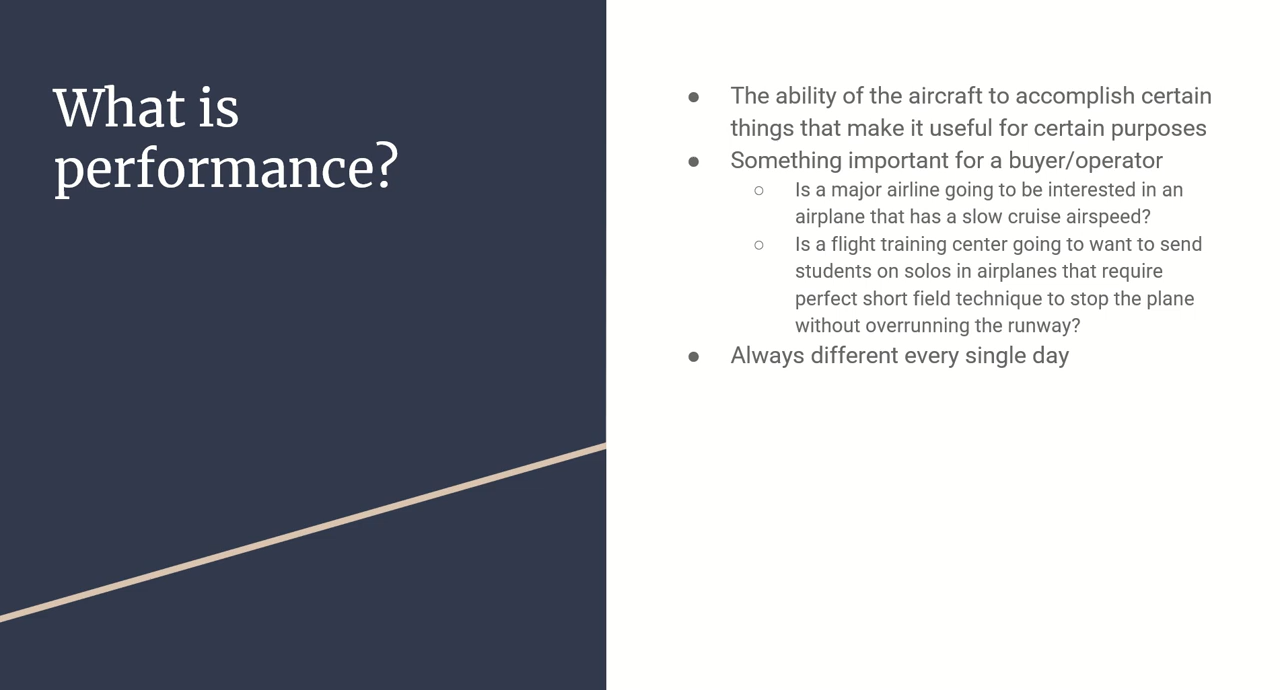 What is
performance?
● The ability of the aircraft to accomplish certain
things that make it useful for certain purposes
● Something important for a buyer/operator
○ Is a major airline going to be interested in an
airplane that has a slow cruise airspeed?
○ Is a flight training center going to want to send
students on solos in airplanes that require
perfect short field technique to stop the plane
without overrunning the runway?
● Always different every single day